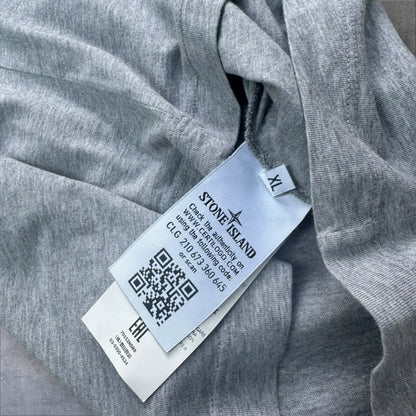 XL
STONE ISLAND
Check the authenticity on
WWW.CERTILOGO.COM
using the following code
CLG 210 673 360 645
or scan
EAC